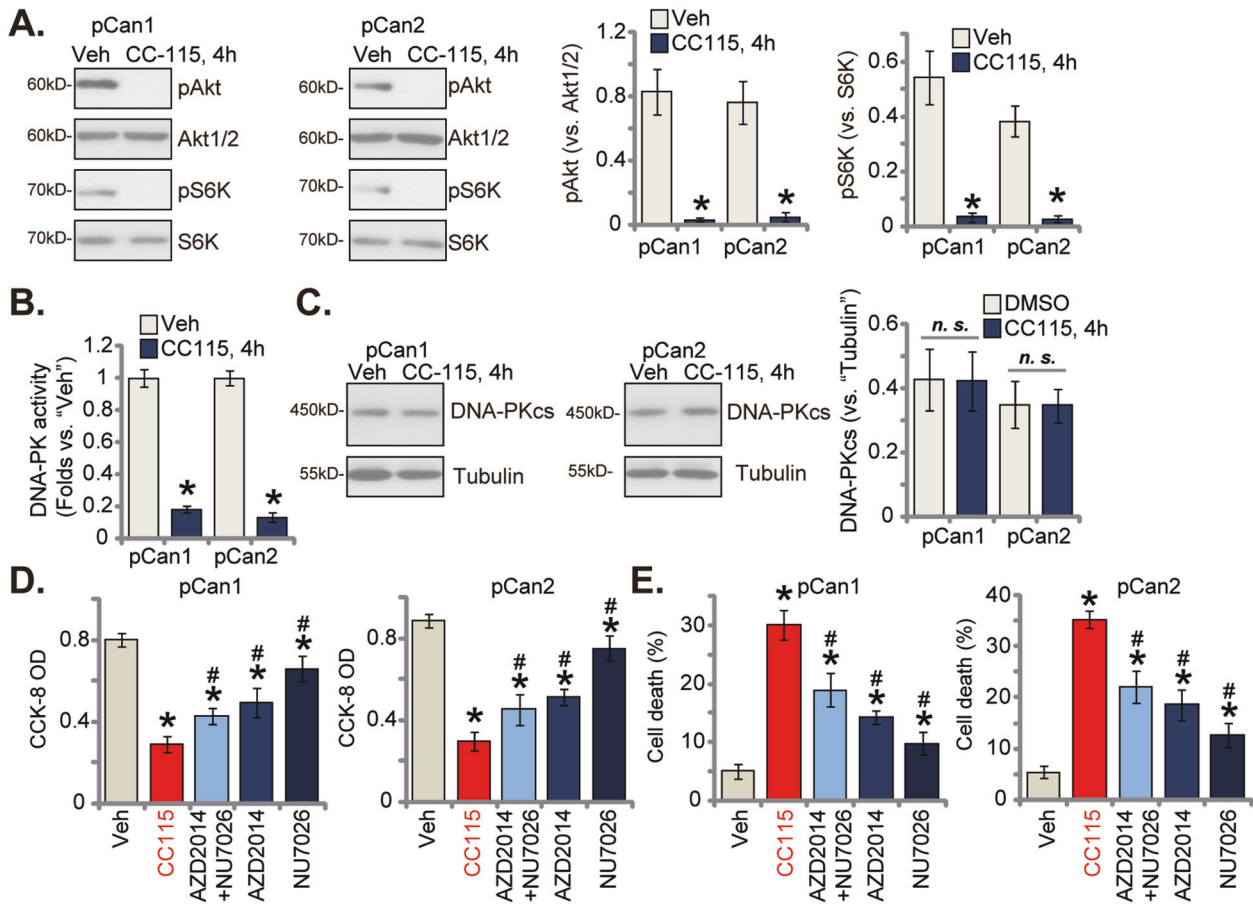 A.
pCan1
Veh CC-115, 4h
60kD- pAkt
60kD- Akt1/2
70kD- pS6K
70kD- S6K
pCan2
Veh CC-115, 4h
60kD- pAkt
60kD- Akt1/2
70kD- pS6K
70kD- S6K
Veh
CC115, 4h
pAkt (vs. Akt1/2)
1.2
0.8
0.4
0
* *
pCan1 pCan2
Veh
CC115, 4h
pS6K (vs. S6K)
0.6
0.4
0.2
0
* *
pCan1 pCan2
B.
Veh
CC115, 4h
DNA-PK activity
(Folds vs. “Veh”)
1.2
1
0.8
0.6
0.4
0.2
0
* *
pCan1 pCan2
C.
pCan1
Veh CC-115, 4h
450kD- DNA-PKcs
55kD- Tubulin
pCan2
Veh CC-115, 4h
450kD- DNA-PKcs
55kD- Tubulin
DMSO
CC115, 4h
DNA-PKcs (vs. “Tubulin”)
0.6
0.4
0.2
0
n. s.
n. s.
pCan1 pCan2
D.
pCan1
CCK-8 OD
0.8
0.4
0
* #* #* #*
Veh
CC115
AZD2014
+NU7026
AZD2014
NU7026
pCan2
CCK-8 OD
0.8
0.4
0
* #* #* #*
Veh
CC115
AZD2014
+NU7026
AZD2014
NU7026
E.
pCan1
Cell death (%)
30
20
10
0
* #* #* #*
Veh
CC115
AZD2014
+NU7026
AZD2014
NU7026
pCan2
Cell death (%)
40
35
20
10
0
* #* #* #*
Veh
CC115
AZD2014
+NU7026
AZD2014
NU7026